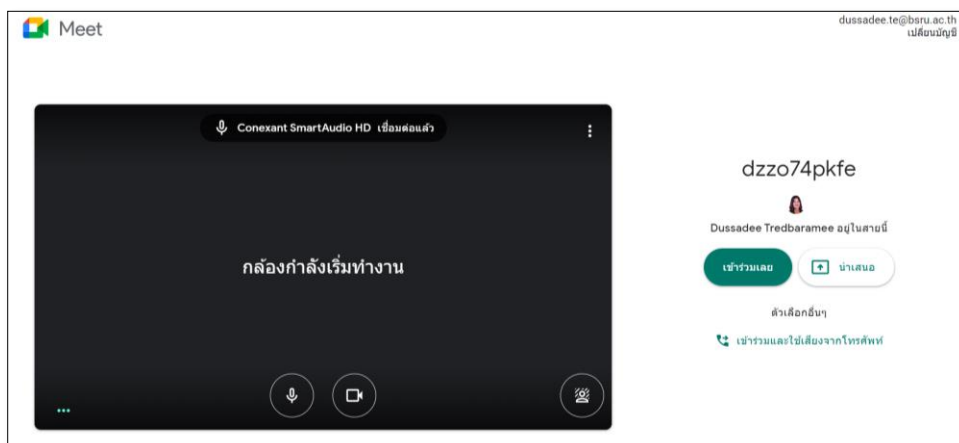 Meet
dussadee.te@bsru.ac.th
เปลี่ยนบัญชี
Conexant SmartAudio HD เชื่อมต่อแล้ว
กล้องกำลังเริ่มทำงาน
dzzo74pkfe
Dussadee Tredbaramee อยู่ในสายนี้
เข้าร่วมเลย
นำเสนอ
ตัวเลือกอื่นๆ
เข้าร่วมและใช้เสียงจากโทรศัพท์